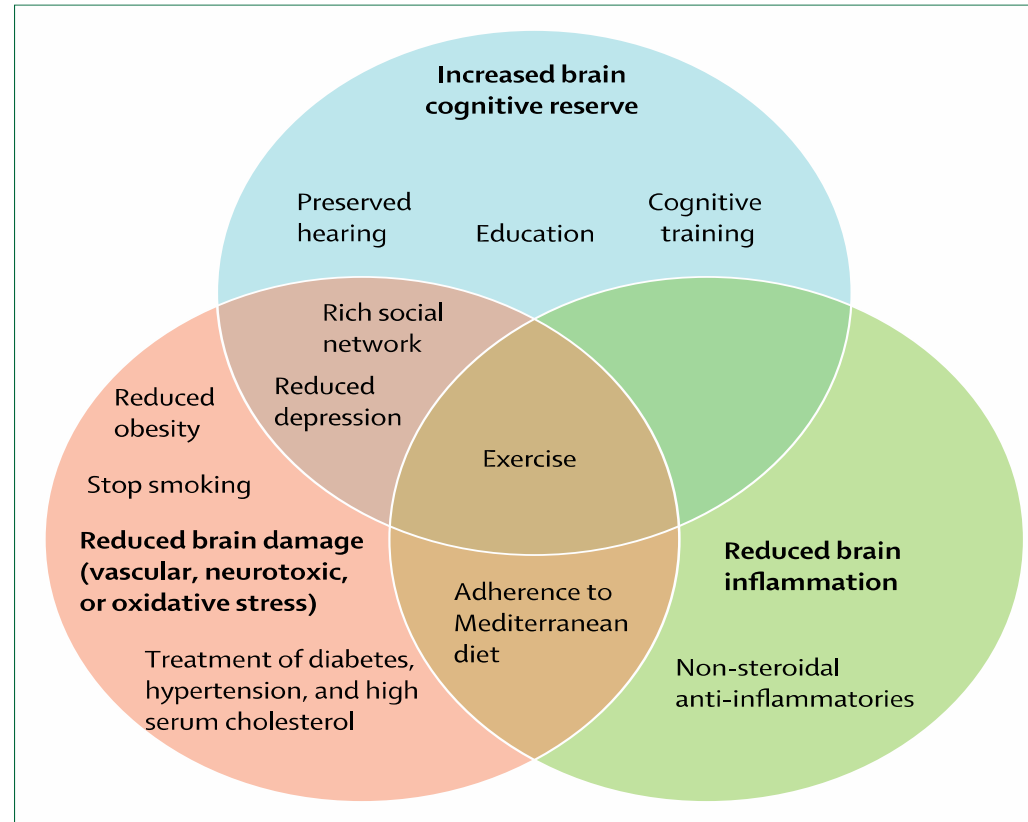 Increased brain
cognitive reserve
Preserved
hearing
Education
Cognitive
training
Rich social
network
Reduced
depression
Reduced
obesity
Stop smoking
Exercise
Reduced brain damage
(vascular, neurotoxic,
or oxidative stress)
Reduced brain
inflammation
Adherence to
Mediterranean
diet
Treatment of diabetes,
hypertension, and high
serum cholesterol
Non-steroidal
anti-inflammatories